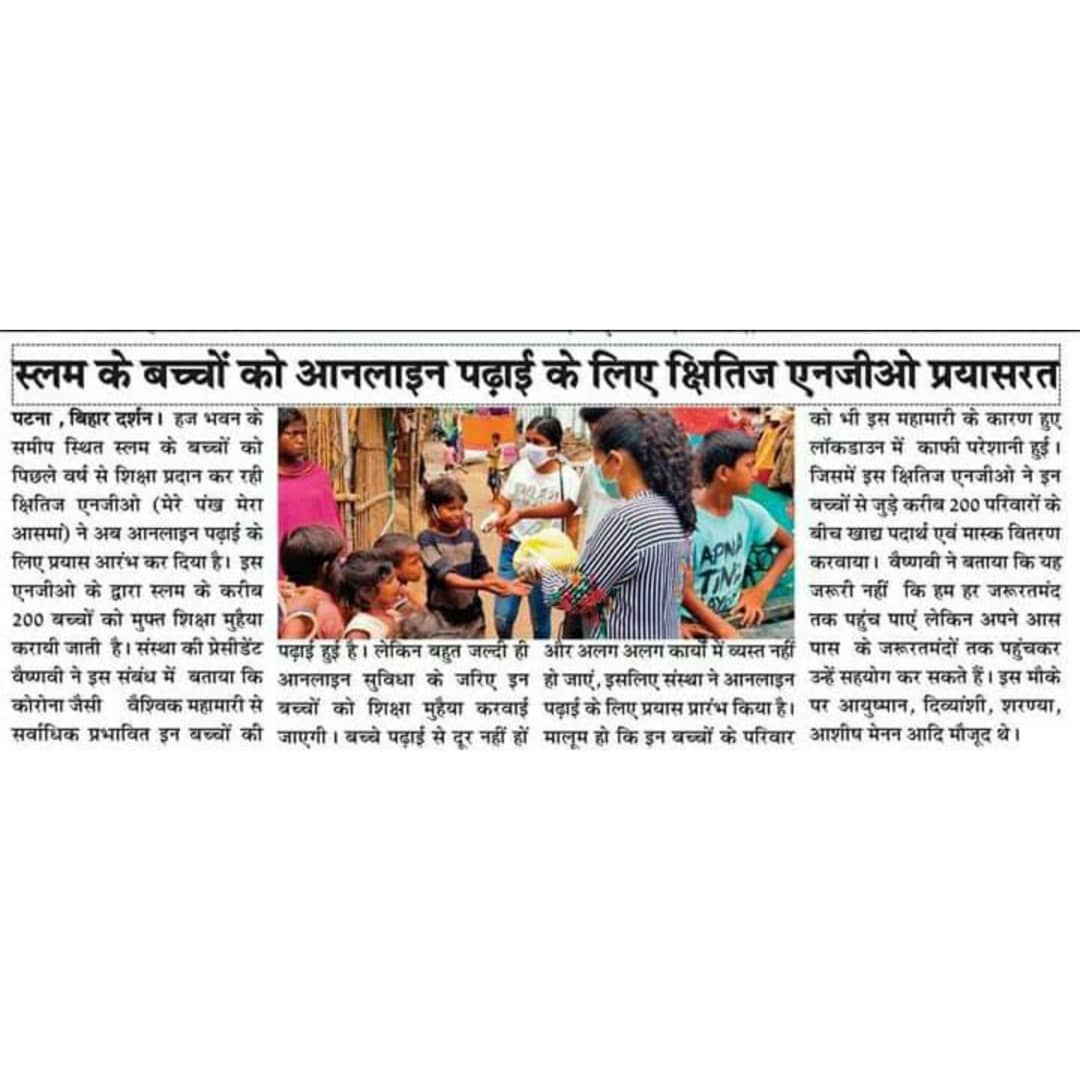 स्लम के बच्चों को आनलाइन पढ़ाई के लिए क्षितिज एनजीओ प्रयासरत
पटना , बिहार दर्शन। हज भवन के
समीप स्थित स्लम के बच्चों को
पिछले वर्ष से शिक्षा प्रदान कर रही
क्षितिज एनजीओ (मेरे पंख मेरा
आसमां) ने अब आनलाइन पढ़ाई के
लिए प्रयास आरंभ कर दिया है। इस
एनजीओ के द्वारा स्लम के करीब
200 बच्चों को मुफ्त शिक्षा मुहैया
करायी जाती है। संस्था की प्रेसीडेंट
वैष्णवी ने इस संबंध में बताया कि
कोरोना जैसी वैश्विक महामारी से
सर्वाधिक प्रभावित इन बच्चों की
APNA
TIN
पढ़ाई हुई है। लेकिन बहुत जल्दी ही
आनलाइन सुविधा के जरिए इन
बच्चों को शिक्षा मुहैया करवाई
जाएगी। बच्चे पढ़ाई से दूर नहीं हों
और अलग अलग कार्यों में व्यस्त नहीं
हो जाएं, इसलिए संस्था ने आनलाइन
पढ़ाई के लिए प्रयास प्रारंभ किया है।
मालूम हो कि इन बच्चों के परिवार
को भी इस महामारी के कारण हुए
लॉकडाउन में काफी परेशानी हुई।
जिसमें इस क्षितिज एनजीओ ने इन
बच्चों से जुड़े करीब 200 परिवारों के
बीच खाद्य पदार्थ एवं मास्क वितरण
करवाया। वैष्णवी ने बताया कि यह
जरूरी नहीं कि हम हर जरूरतमंद
तक पहुंच पाएं लेकिन अपने आस
पास के जरूरतमंदों तक पहुंचकर
उन्हें सहयोग कर सकते हैं। इस मौके
पर आयुष्मान, दिव्यांशी, शरण्या,
आशीष मेनन आदि मौजूद थे।